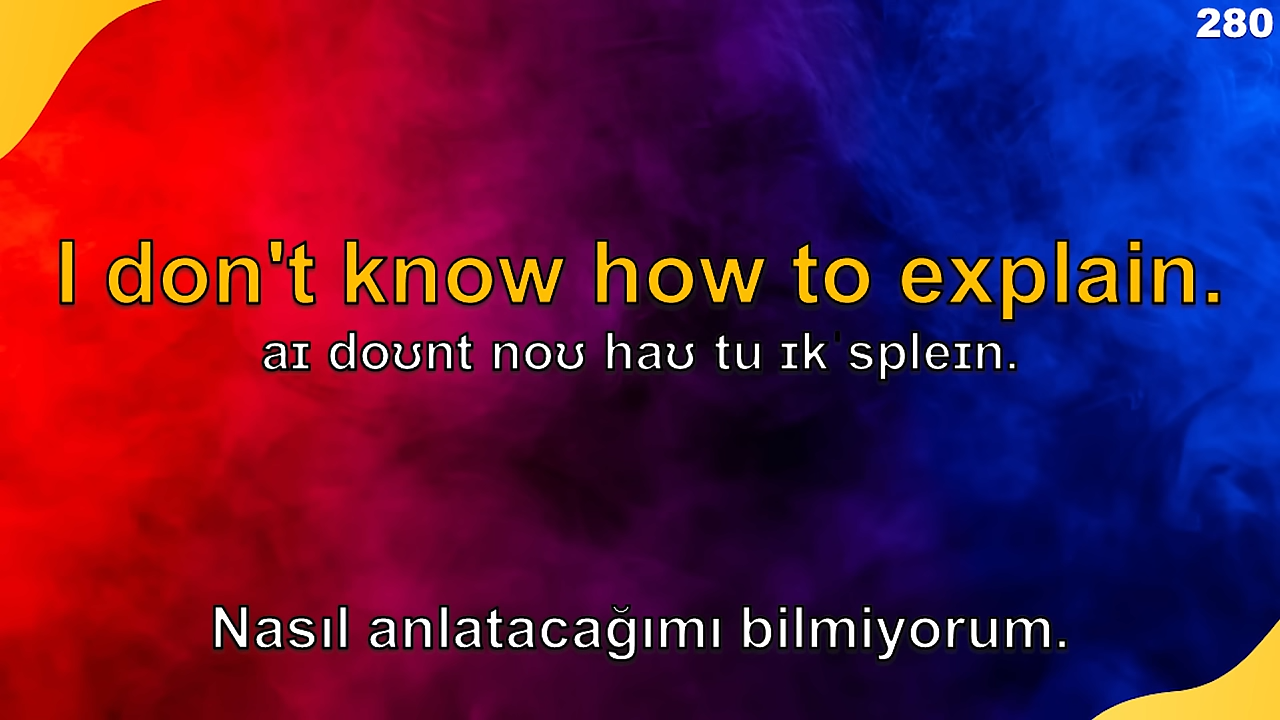 280
I don't know how to explain.
aɪ doʊnt noʊ haʊ tu ɪkˈspleɪn.
Nasıl anlatacağımı bilmiyorum.